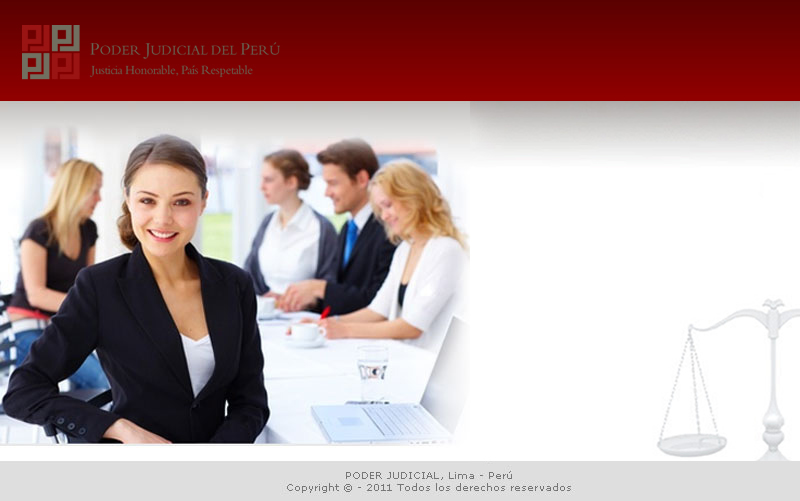 PODER JUDICIAL DEL PERÚ
Justicia Honorable, País Respetable
PODER JUDICIAL, Lima - Perú
Copyright © - 2011 Todos los derechos reservados